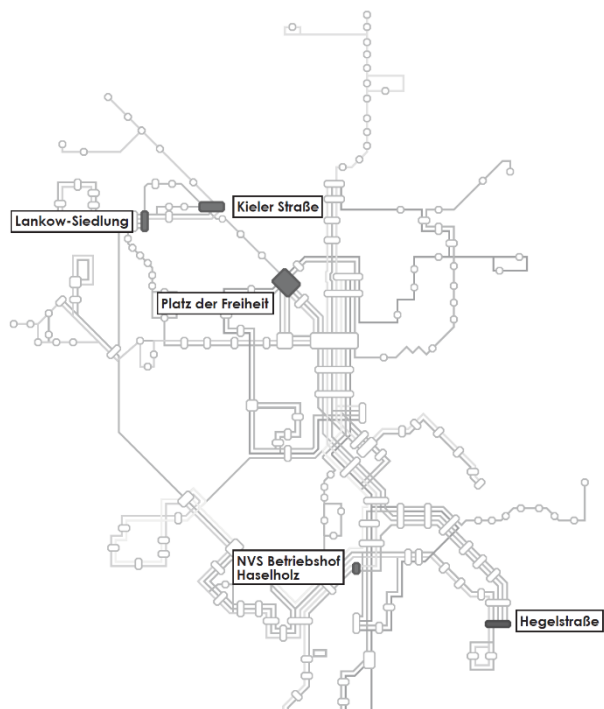 Kieler Straße
Lankow-Siedlung
Platz der Freiheit
NVS Betriebshof
Haselholz
Hegelstraße